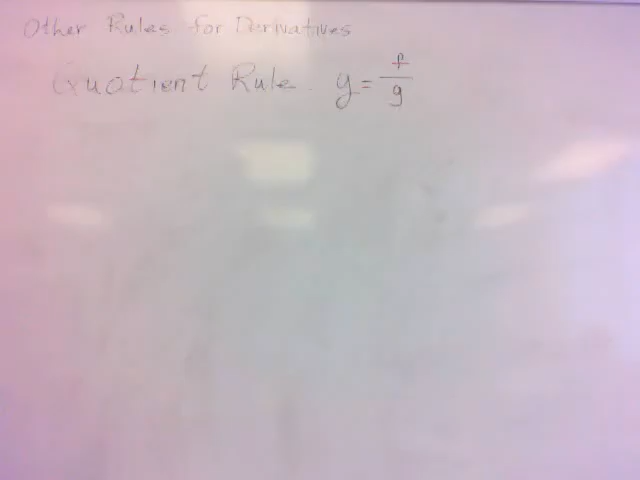 Other Rules for Derivatives
Quotient Rule. y = f/g